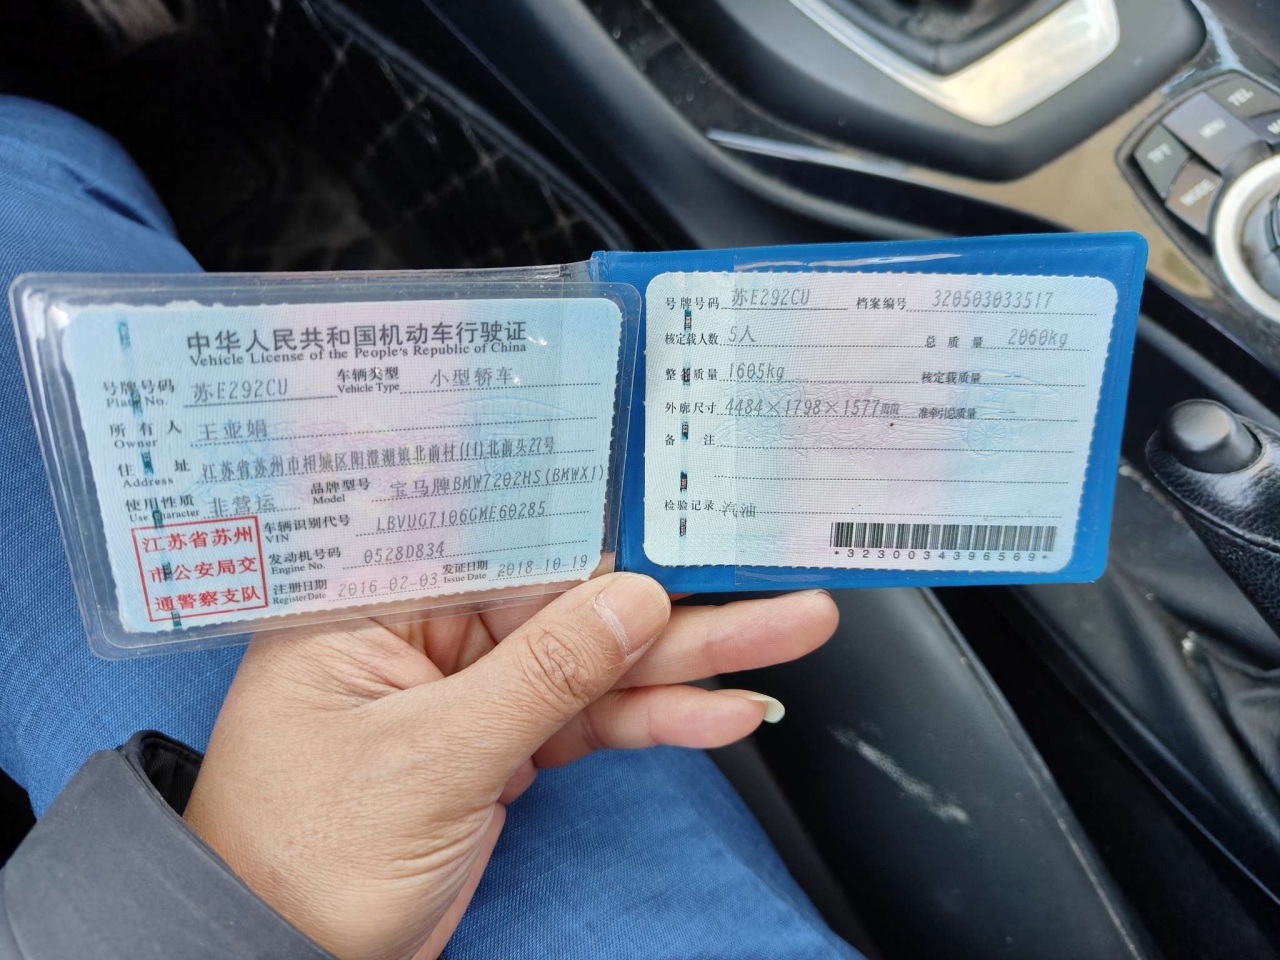 中华人民共和国机动车行驶证
Vehicle License of the People's Republic of China
号牌号码 苏E292CU 车辆类型 小型轿车
Plate No. Vehicle Type
所有人 王亚娟
Owner
住址 江苏省苏州市相城区阳澄湖镇北前村(11)北前头27号
Address
使用性质 非营运 品牌型号 宝马牌BMW7202HS(BMWX1)
Use Character Model
车辆识别代号 LBVUG7106GME60285
VIN
发动机号码 0528D834
Engine No.
注册日期 2016-02-03 发证日期 2018-10-19
Register Date Issue Date
江苏省苏州
市公安局交
通警察支队
号牌号码 苏E292CU 档案编号 320503033517
核定载人数 5人 总质量 2060kg
整备质量 1605kg 核定载质量 --
外廓尺寸 4484×1798×1577mm 准牵引总质量 --
备注
检验记录 汽油
*3230034396569*
TEL
MENU
MODE